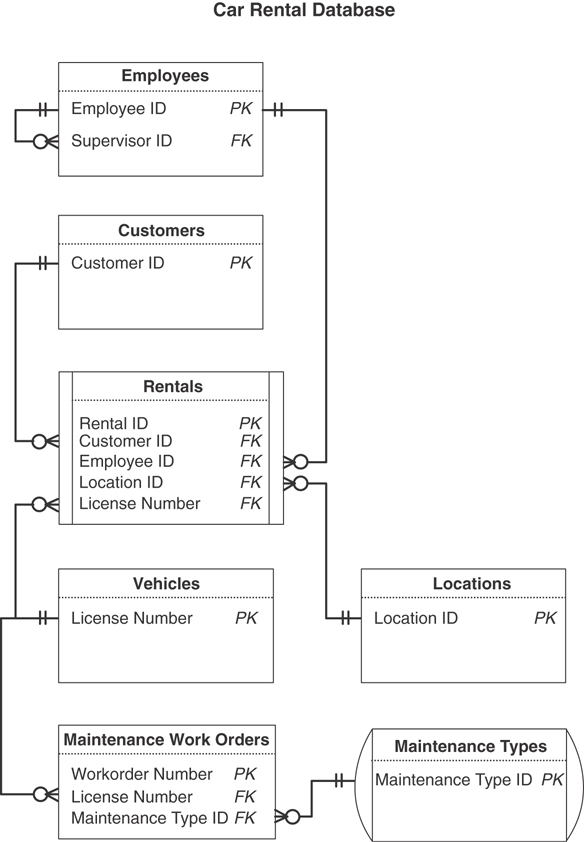 Car Rental Database
Employees
Employee ID PK
Supervisor ID FK
Customers
Customer ID PK
Rentals
Rental ID PK
Customer ID FK
Employee ID FK
Location ID FK
License Number FK
Vehicles
License Number PK
Locations
Location ID PK
Maintenance Work Orders
Workorder Number PK
License Number FK
Maintenance Type ID FK
Maintenance Types
Maintenance Type ID PK